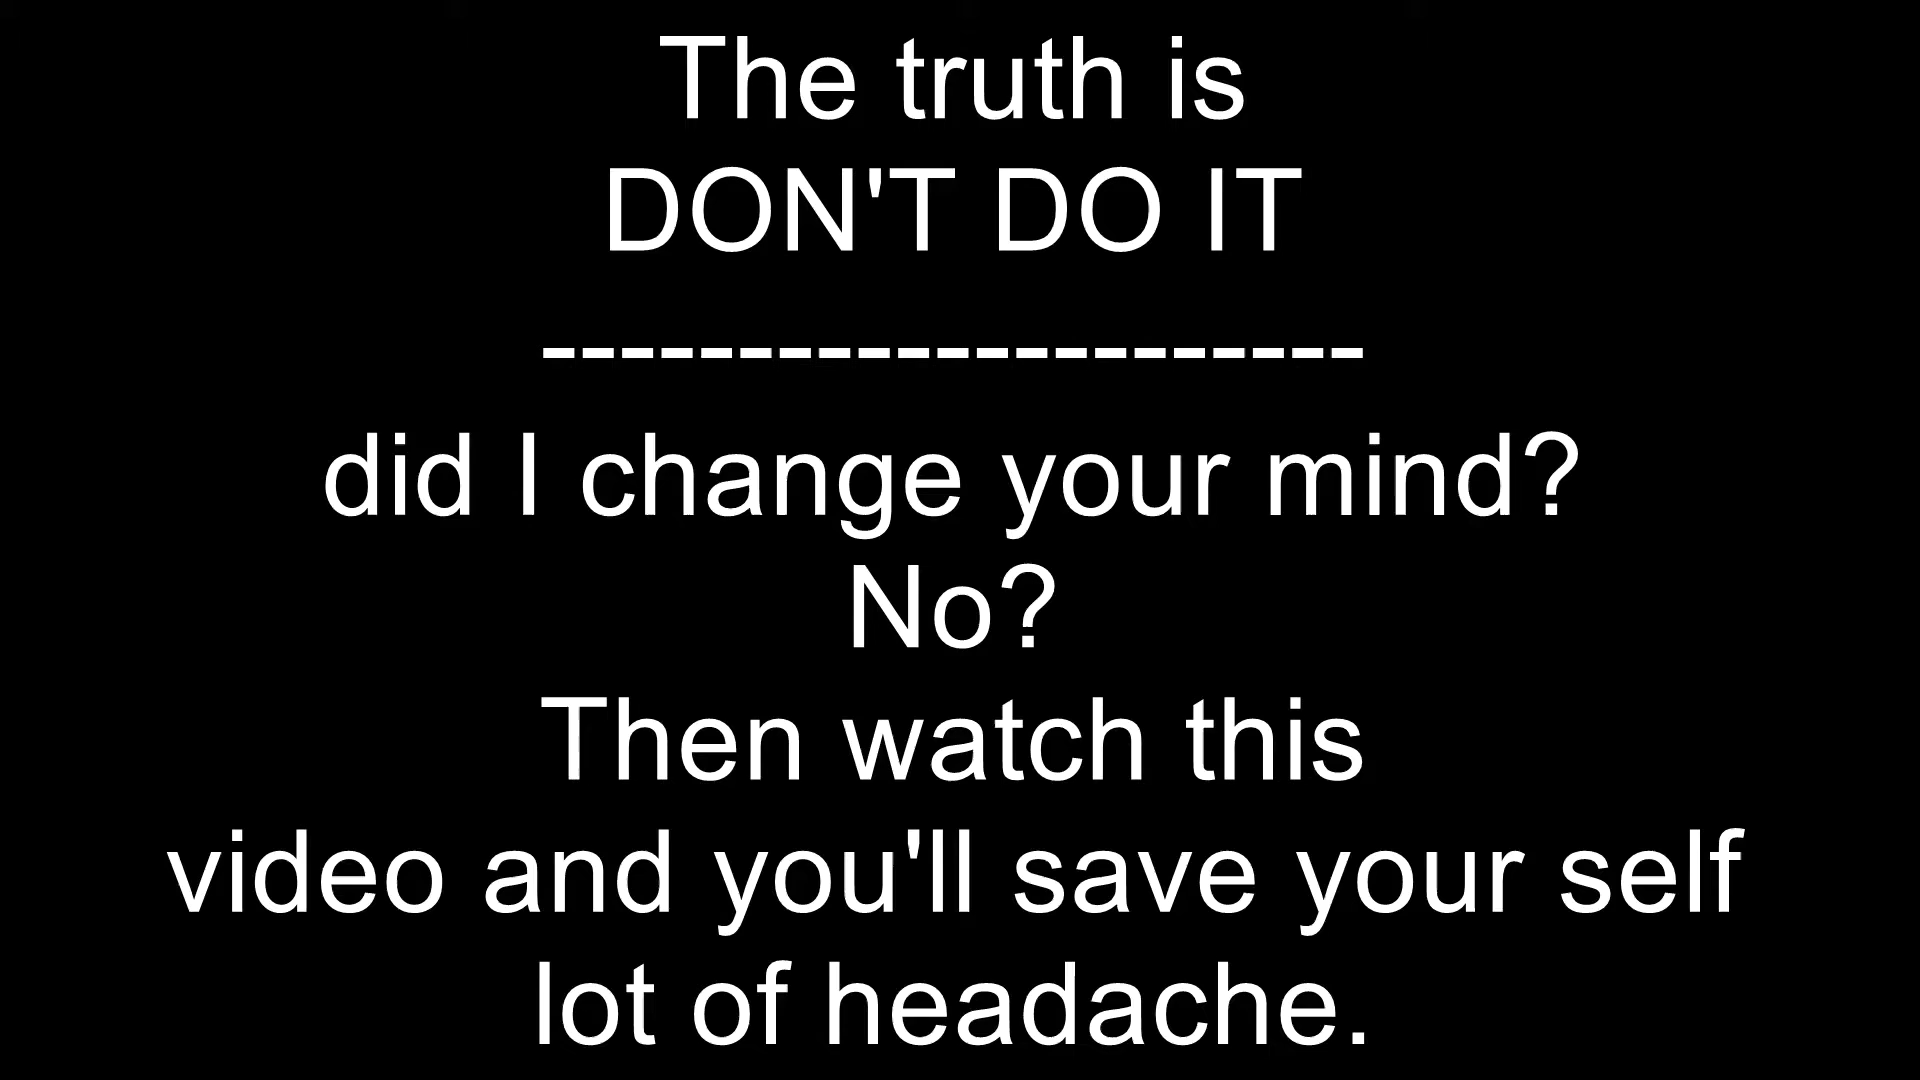 The truth is
DON'T DO IT
---------------------
did I change your mind?
No?
Then watch this
video and you'll save your self
lot of headache.